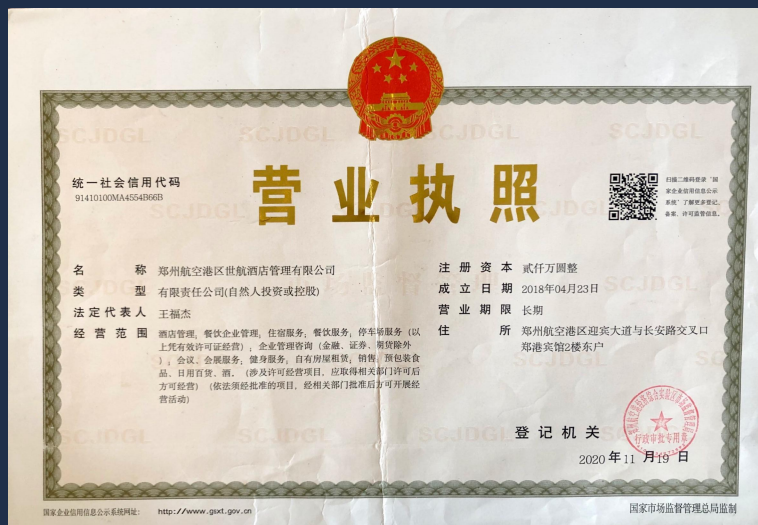 统一社会信用代码
91410100MA4554B66B
营业执照
扫描二维码登录“国
家企业信用信息公示
系统”了解更多登记、
备案、许可监管信息。
名称 郑州航空港区世航酒店管理有限公司
类型 有限责任公司(自然人投资或控股)
法定代表人 王福杰
经营范围 酒店管理，餐饮企业管理，住宿服务；餐饮服务，停车场服务（以
上凭有效许可证经营）；企业管理咨询（金融、证券、期货除外
），会议、会展服务；健身服务，自有房屋租赁；销售：预包装食
品、日用百货、酒。（涉及许可经营项目，应取得相关部门许可后
方可经营）（依法须经批准的项目，经相关部门批准后方可开展经
营活动）
注册资本 贰仟万圆整
成立日期 2018年04月23日
营业期限 长期
住所 郑州航空港区迎宾大道与长安路交叉口
郑港宾馆2楼东户
登记机关
行政审批专用章
2020年11月19日
国家企业信用信息公示系统网址： http://www.gsxt.gov.cn
国家市场监督管理总局监制
SCJDGL